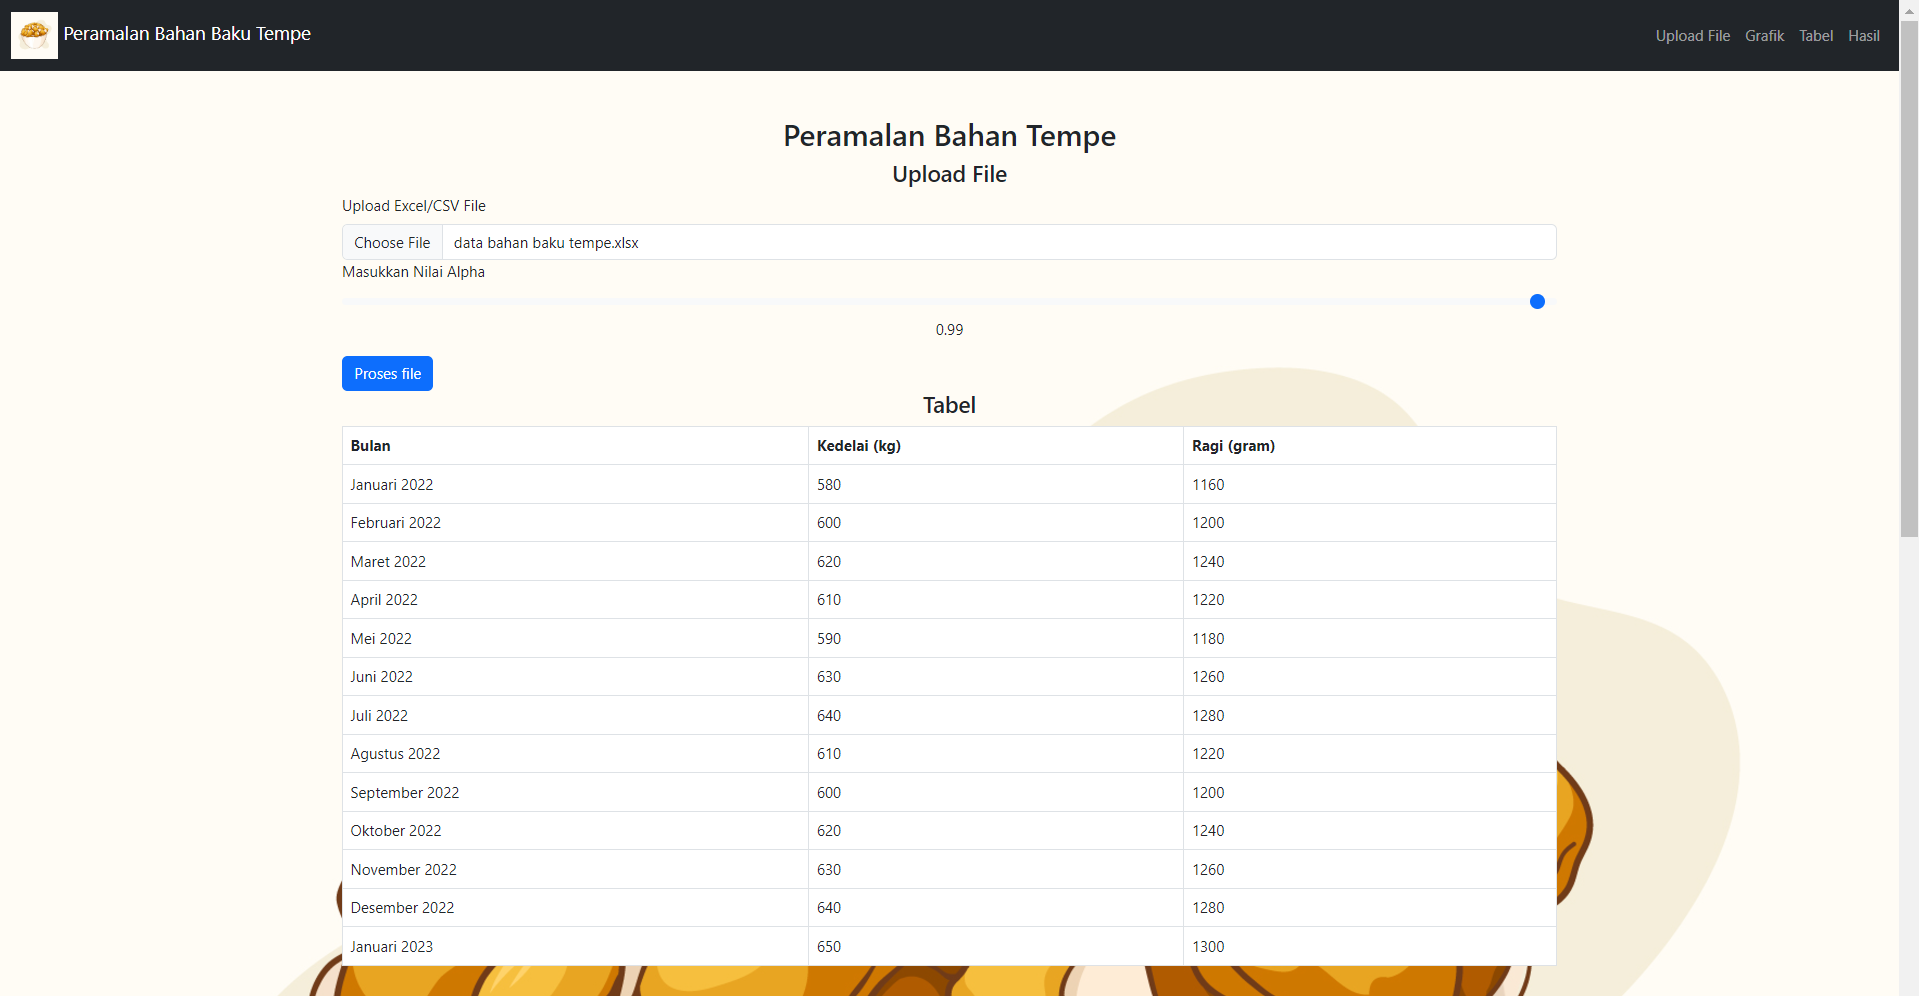 Peramalan Bahan Baku Tempe
Upload File Grafik Tabel Hasil
Peramalan Bahan Tempe
Upload File
Upload Excel/CSV File
Choose File data bahan baku tempe.xlsx
Masukkan Nilai Alpha
0.99
Proses file
Tabel
Bulan Kedelai (kg) Ragi (gram)
Januari 2022 580 1160
Februari 2022 600 1200
Maret 2022 620 1240
April 2022 610 1220
Mei 2022 590 1180
Juni 2022 630 1260
Juli 2022 640 1280
Agustus 2022 610 1220
September 2022 600 1200
Oktober 2022 620 1240
November 2022 630 1260
Desember 2022 640 1280
Januari 2023 650 1300